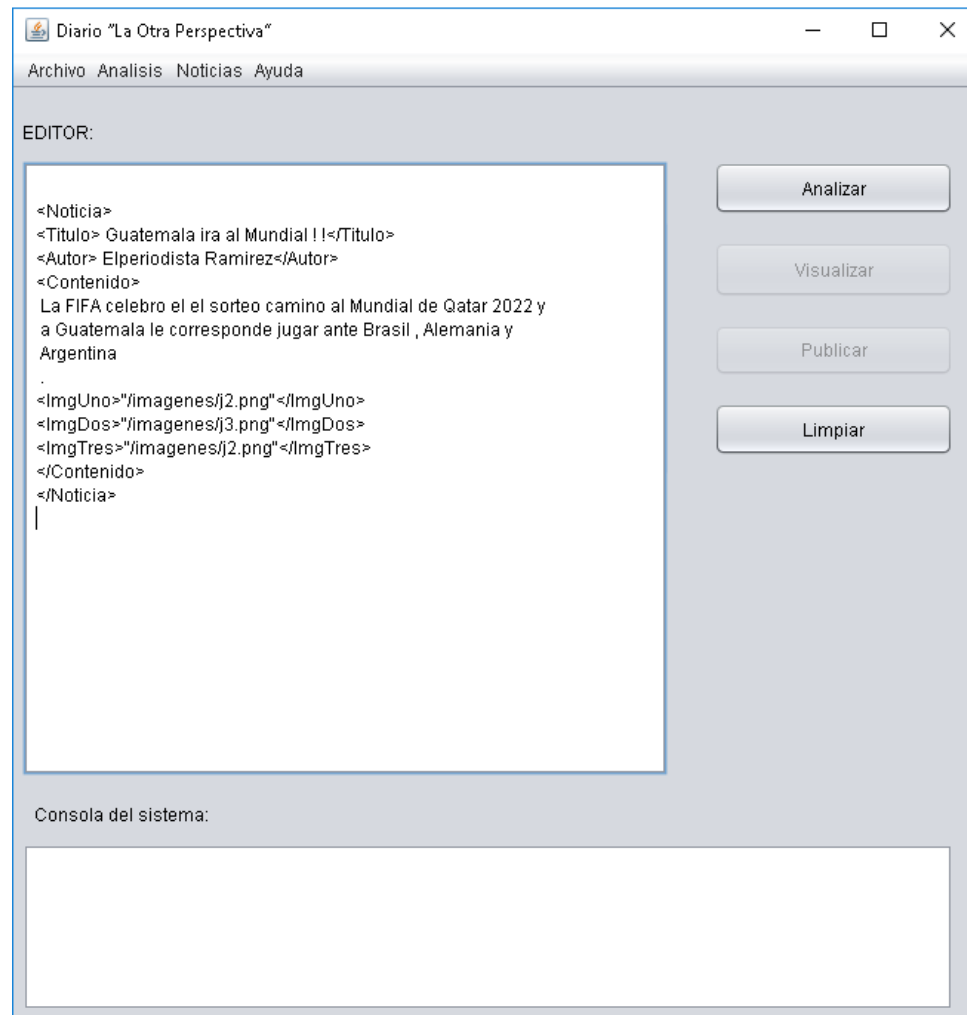 Diario "La Otra Perspectiva"
Archivo Analisis Noticias Ayuda
EDITOR:
<Noticia>
<Titulo> Guatemala ira al Mundial ! !</Titulo>
<Autor> Elperiodista Ramirez</Autor>
<Contenido>
La FIFA celebro el el sorteo camino al Mundial de Qatar 2022 y
a Guatemala le corresponde jugar ante Brasil , Alemania y
Argentina
.
<ImgUno>"/imagenes/j2.png"</ImgUno>
<ImgDos>"/imagenes/j3.png"</ImgDos>
<ImgTres>"/imagenes/j2.png"</ImgTres>
</Contenido>
</Noticia>
Analizar
Visualizar
Publicar
Limpiar
Consola del sistema: